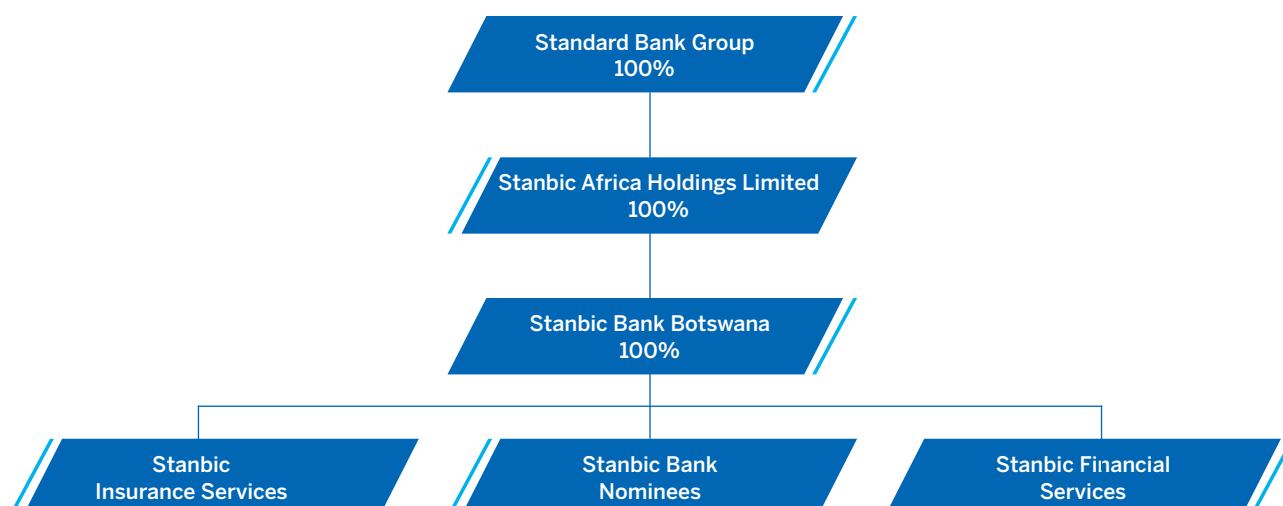 Standard Bank Group
100%
Stanbic Africa Holdings Limited
100%
Stanbic Bank Botswana
100%
Stanbic
Insurance Services
Stanbic Bank
Nominees
Stanbic Financial
Services